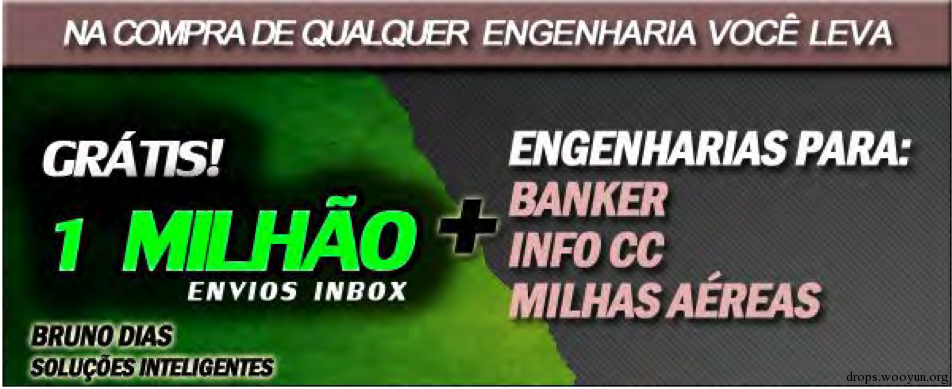 NA COMPRA DE QUALQUER ENGENHARIA VOCÊ LEVA
GRÁTIS!
1 MILHÃO
ENVIOS INBOX
+
ENGENHARIAS PARA:
BANKER
INFO CC
MILHAS AÉREAS
BRUNO DIAS
SOLUÇÕES INTELIGENTES
drops.wooyun.org